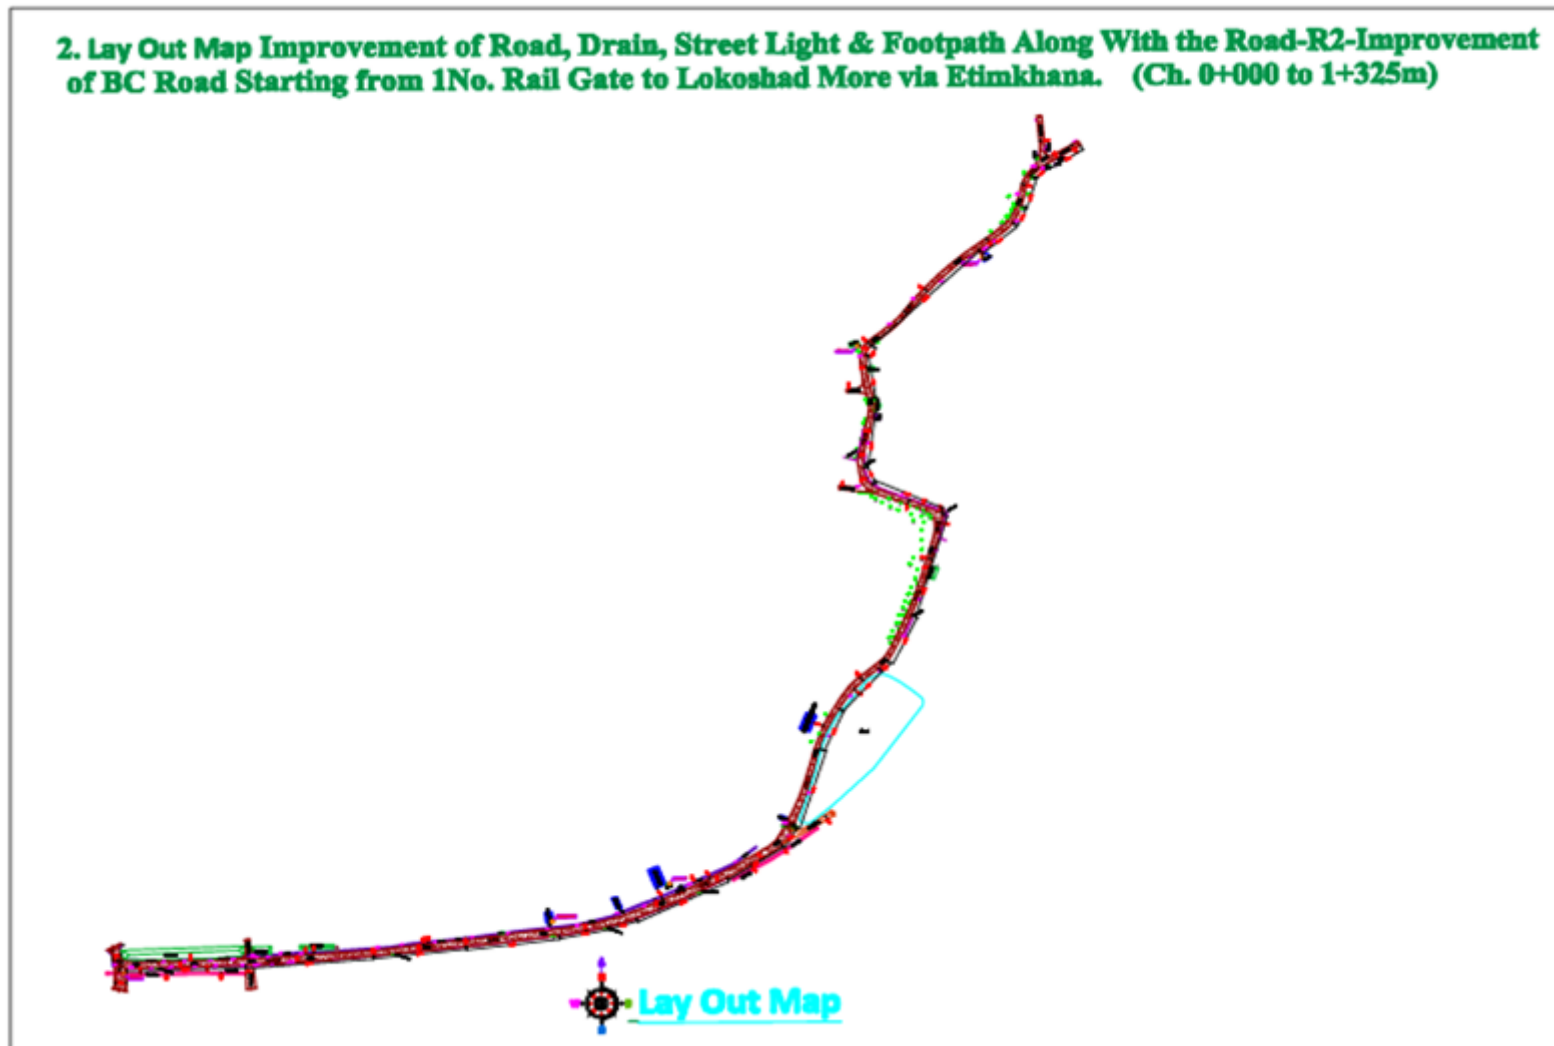 2. Lay Out Map Improvement of Road, Drain, Street Light & Footpath Along With the Road-R2-Improvement
of BC Road Starting from 1No. Rail Gate to Lokoshad More via Etimkhana. (Ch. 0+000 to 1+325m)
Lay Out Map